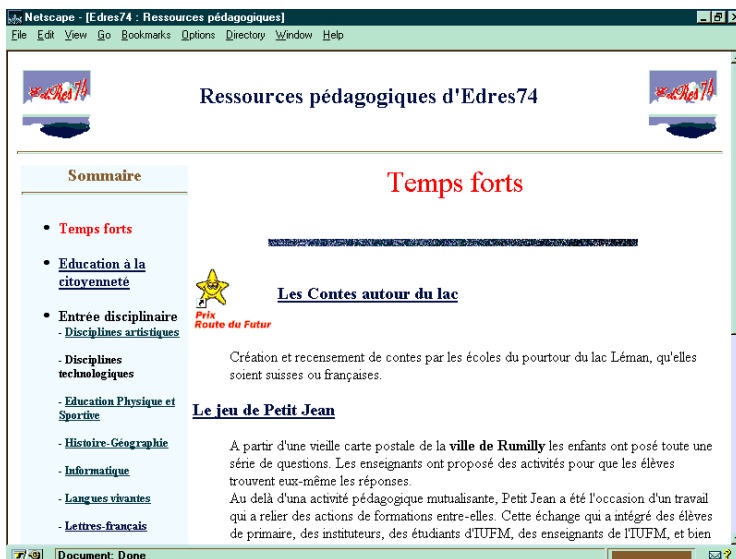 Netscape - [Edres74 : Ressources pédagogiques]
File Edit View Go Bookmarks Options Directory Window Help
EdRes 74
Ressources pédagogiques d'Edres74
EdRes 74
Sommaire
• Temps forts
• Education à la
citoyenneté
• Entrée disciplinaire
- Disciplines artistiques
- Disciplines
technologiques
- Education Physique et
Sportive
- Histoire-Géographie
- Informatique
- Langues vivantes
- Lettres-français
Temps forts
Prix
Route du Futur
Les Contes autour du lac
Création et recensement de contes par les écoles du pourtour du lac Léman, qu'elles
soient suisses ou françaises.
Le jeu de Petit Jean
A partir d'une vieille carte postale de la ville de Rumilly les enfants ont posé toute une
série de questions. Les enseignants ont proposé des activités pour que les élèves
trouvent eux-même les réponses.
Au delà d'una activité pédagogique mutualisante, Petit Jean a été l'occasion d'un travail
qui a relier des actions de formations entre-elles. Cette échange qui a intégré des élèves
de primaire, des instituteurs, des étudiants d'IUFM, des enseignants de l'IUFM, et bien
Document: Done